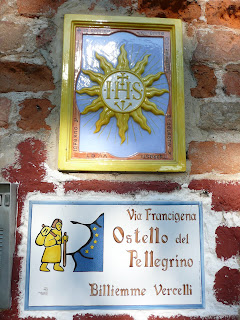 IHS
Via Francigena
Ostello del
Pellegrino
Billiemme Vercelli